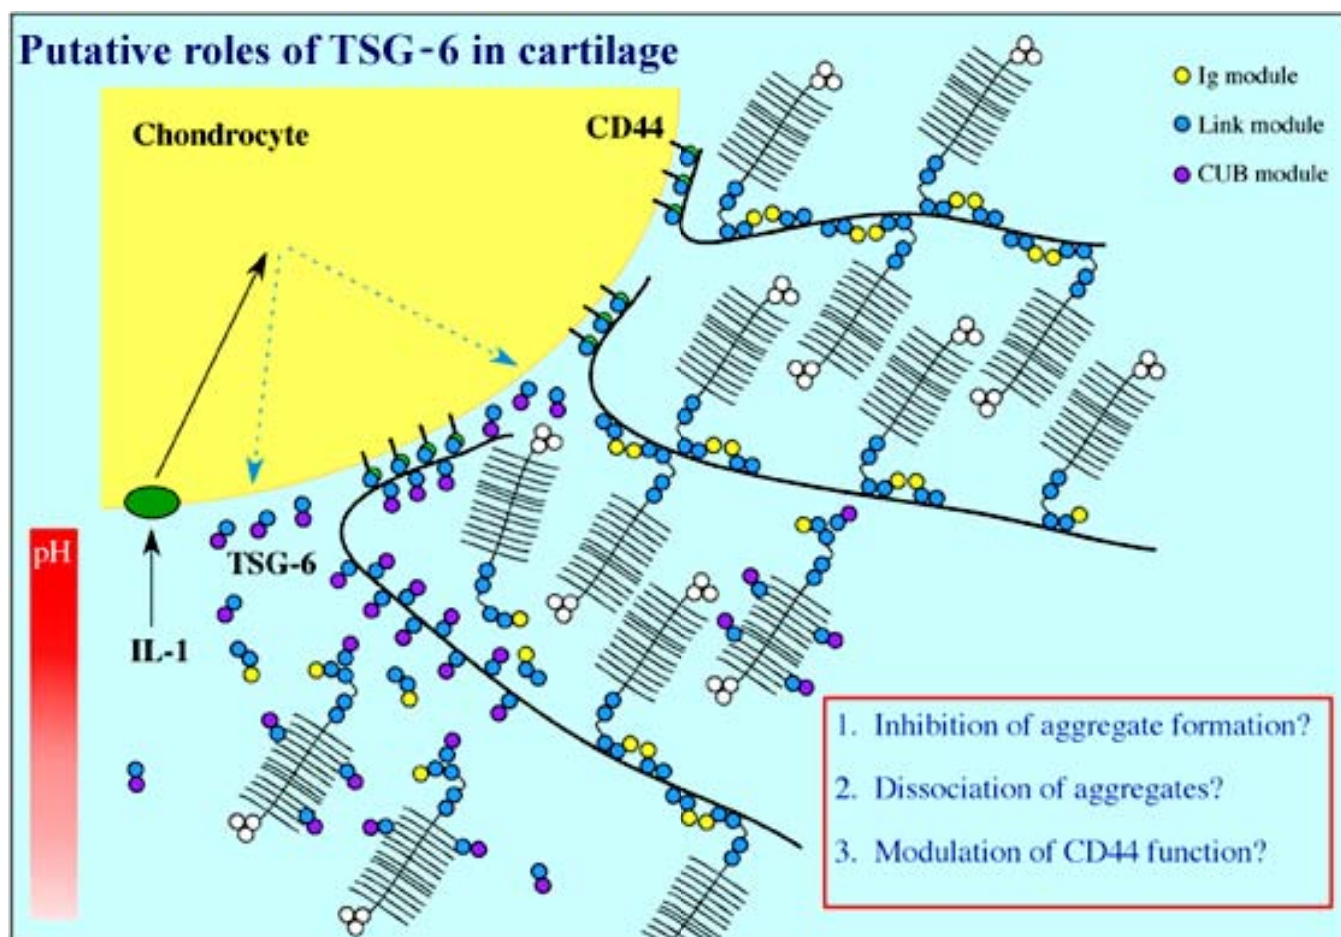 Putative roles of TSG-6 in cartilage
Chondrocyte
CD44
Ig module
Link module
CUB module
pH
TSG-6
IL-1
1. Inhibition of aggregate formation?
2. Dissociation of aggregates?
3. Modulation of CD44 function?